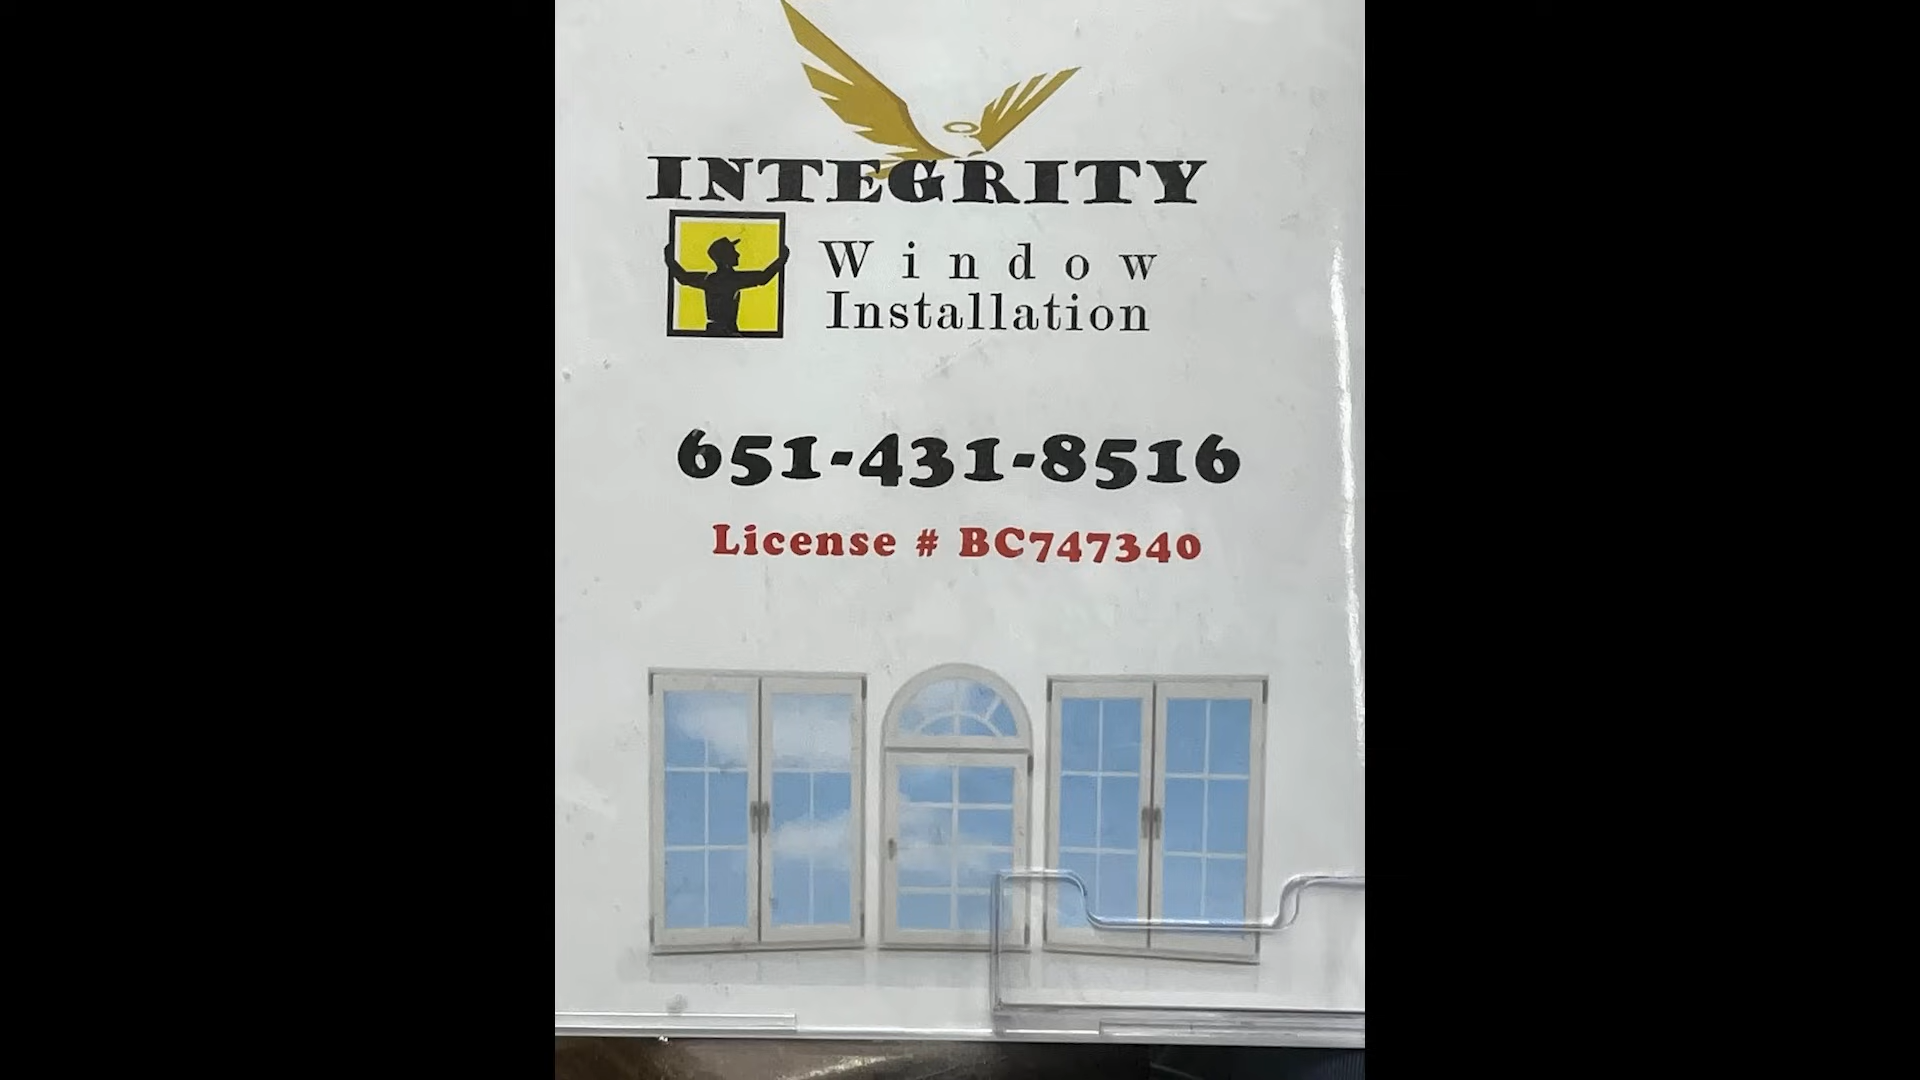 INTEGRITY
Window
Installation
651-431-8516
License # BC747340